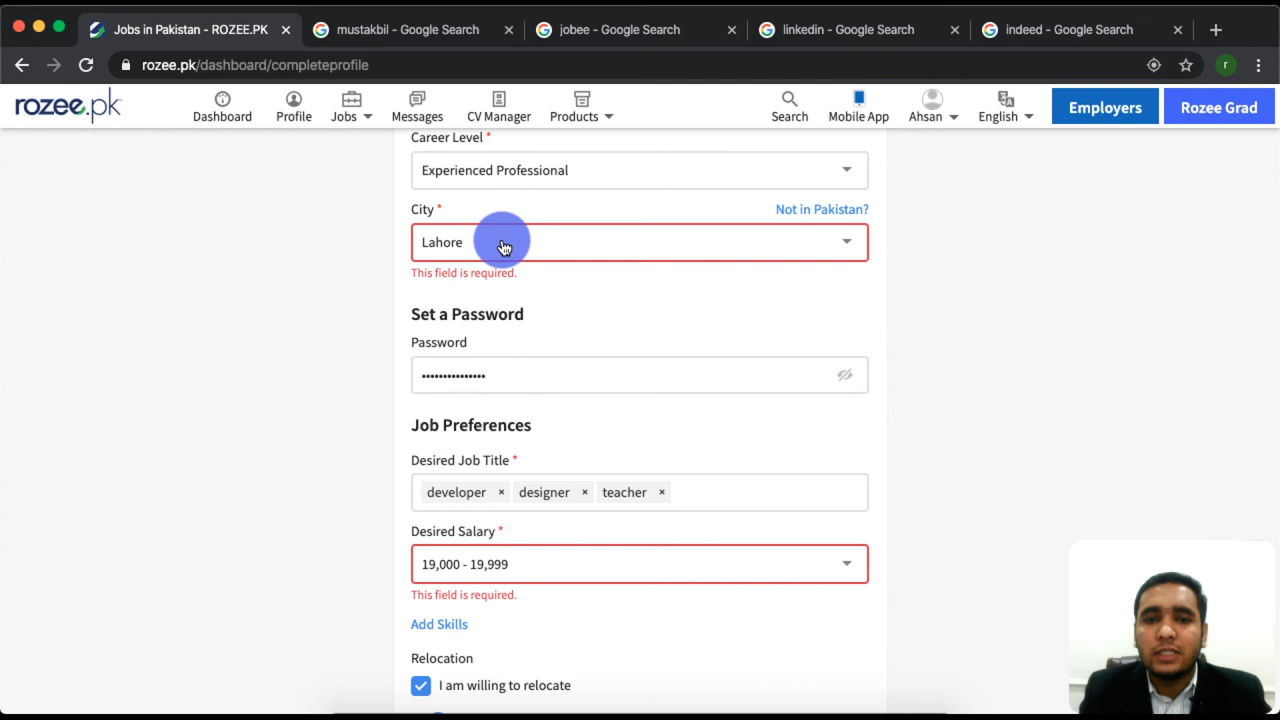 Jobs in Pakistan - ROZEE.PK
mustakbil - Google Search
jobee - Google Search
linkedin - Google Search
indeed - Google Search
rozee.pk/dashboard/completeprofile
r
rozee.pk
Dashboard
Profile
Jobs
Messages
CV Manager
Products
Search
Mobile App
Ahsan
English
Employers
Rozee Grad
Career Level *
Experienced Professional
City *
Not in Pakistan?
Lahore
This field is required.
Set a Password
Password
•••••••••••••••
Job Preferences
Desired Job Title *
developer × designer × teacher ×
Desired Salary *
19,000 - 19,999
This field is required.
Add Skills
Relocation
I am willing to relocate